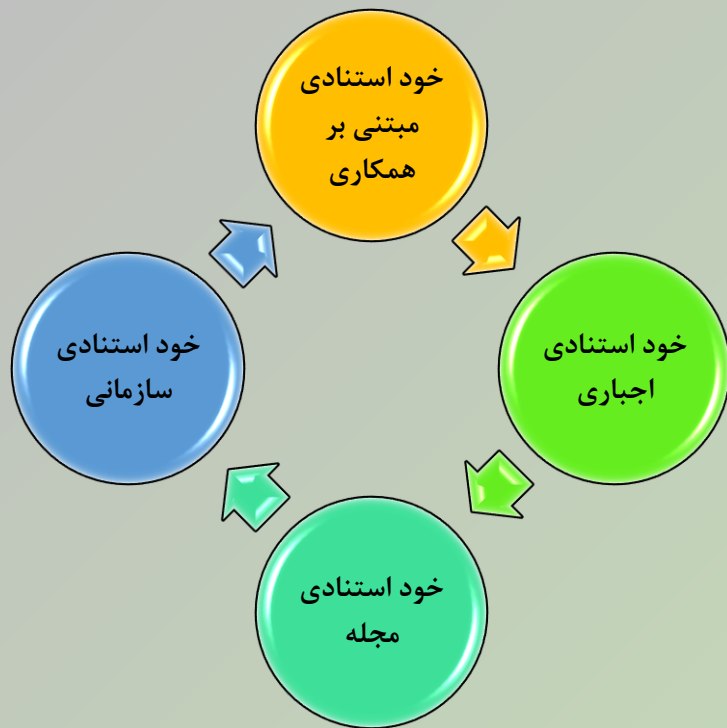 خود استنادی
مبتنی بر
همکاری
خود استنادی
اجباری
خود استنادی
مجله
خود استنادی
سازمانی